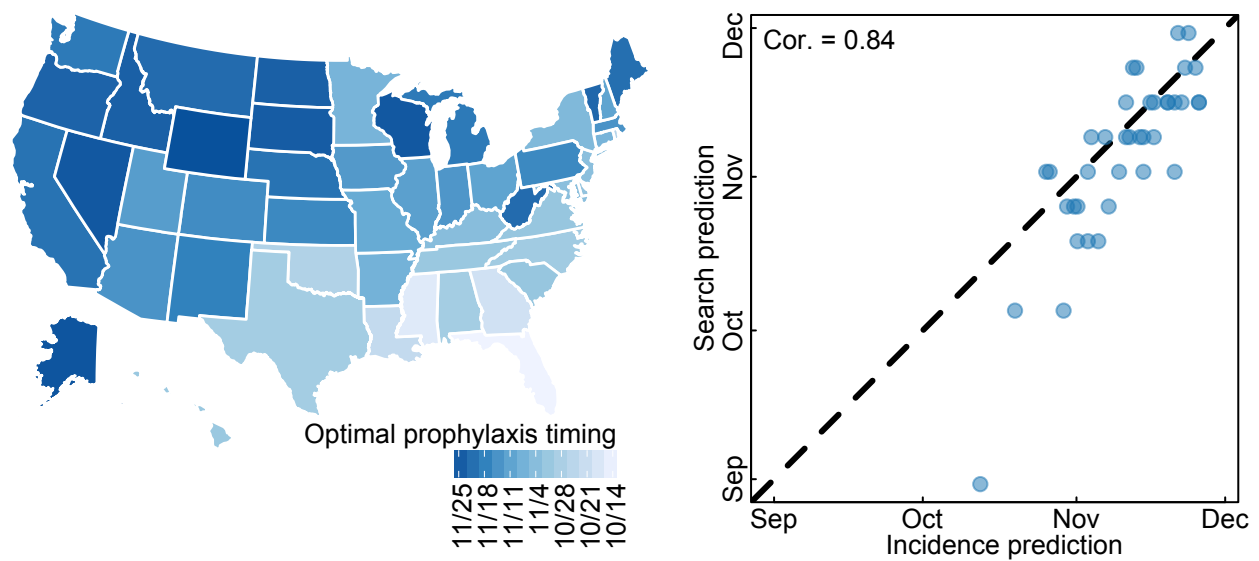 Optimal prophylaxis timing
11/25
11/18
11/11
11/4
10/28
10/21
10/14
Cor. = 0.84
Search prediction
Dec
Nov
Oct
Sep
Sep
Oct
Nov
Dec
Incidence prediction